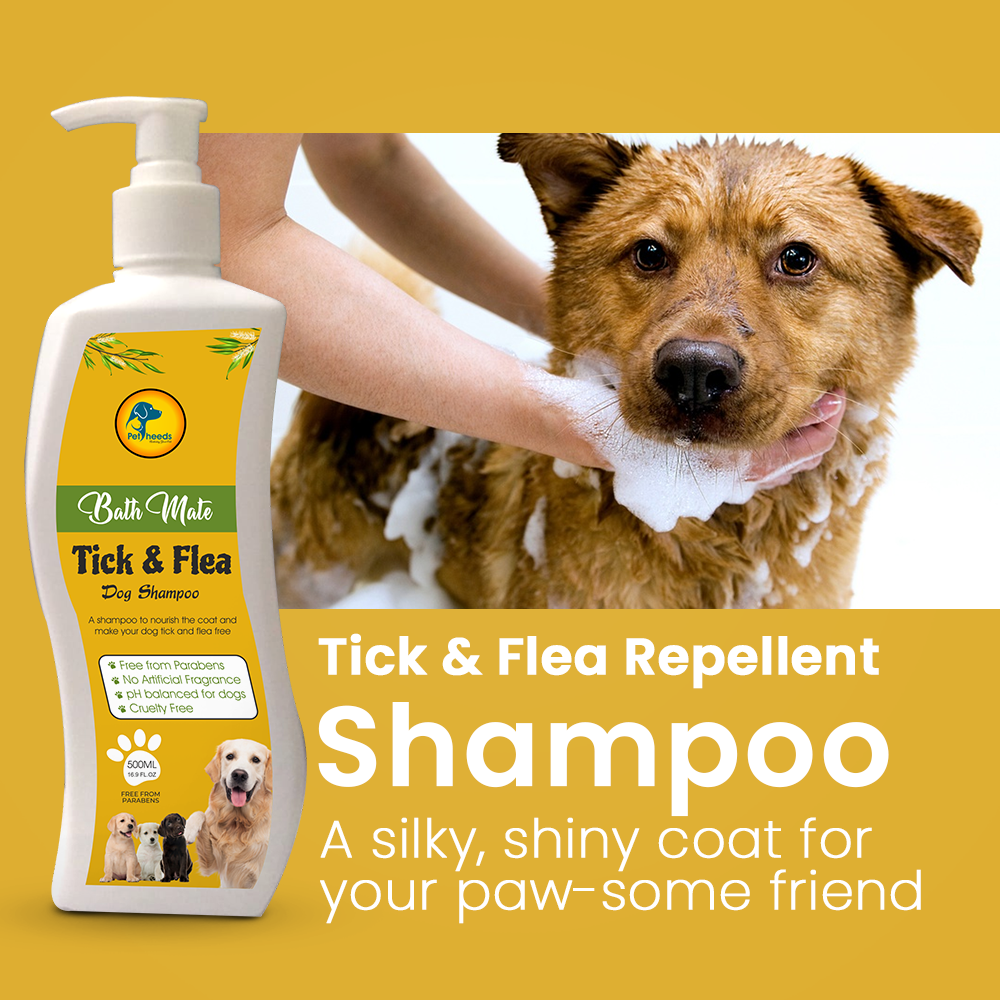 Pet heeds
Bath Mate
Tick & Flea
Dog Shampoo
A shampoo to nourish the coat and
make your dog tick and flea free
Free from Parabens
No Artificial Fragrance
pH balanced for dogs
Cruelty Free
500ML
16.9 FL.OZ
FREE FROM
PARABENS
Tick & Flea Repellent
Shampoo
A silky, shiny coat for
your paw-some friend